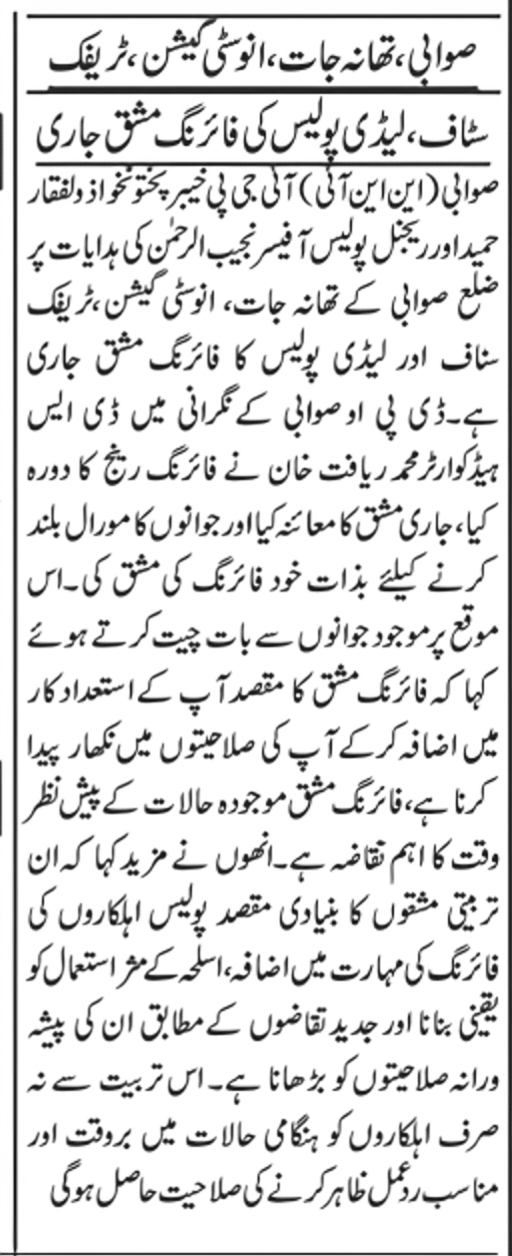 صوابی، تھانہ جات، انوسٹی گیشن، ٹریفک
سٹاف، لیڈی پولیس کی فائرنگ مشق جاری
صوابی (این این آئی) آئی جی پی خیبر پختونخوا ذولفقار
حمید اور ریجنل پولیس آفیسر نجیب الرحمٰن کی ہدایات پر
ضلع صوابی کے تھانہ جات، انوسٹی گیشن، ٹریفک
سٹاف اور لیڈی پولیس کا فائرنگ مشق جاری
ہے۔ ڈی پی او صوابی کے نگرانی میں ڈی ایس
ہیڈ کوارٹر محمد ریافت خان نے فائرنگ رینج کا دورہ
کیا، جاری مشق کا معائنہ کیا اور جوانوں کا مورال بلند
کرنے کیلئے بذات خود فائرنگ کی مشق کی۔ اس
موقع پر موجود جوانوں سے بات چیت کرتے ہوئے
کہا کہ فائرنگ مشق کا مقصد آپ کے استعداد کار
میں اضافہ کرکے آپ کی صلاحیتوں میں نکھار پیدا
کرنا ہے، فائرنگ مشق موجودہ حالات کے پیش نظر
وقت کا اہم تقاضہ ہے۔ انھوں نے مزید کہا کہ ان
تربیتی مشقوں کا بنیادی مقصد پولیس اہلکاروں کی
فائرنگ کی مہارت میں اضافہ، اسلحہ کے مثر استعمال کو
یقینی بنانا اور جدید تقاضوں کے مطابق ان کی پیشہ
ورانہ صلاحیتوں کو بڑھانا ہے۔ اس تربیت سے نہ
صرف اہلکاروں کو ہنگامی حالات میں بروقت اور
مناسب ردعمل ظاہر کرنے کی صلاحیت حاصل ہوگی